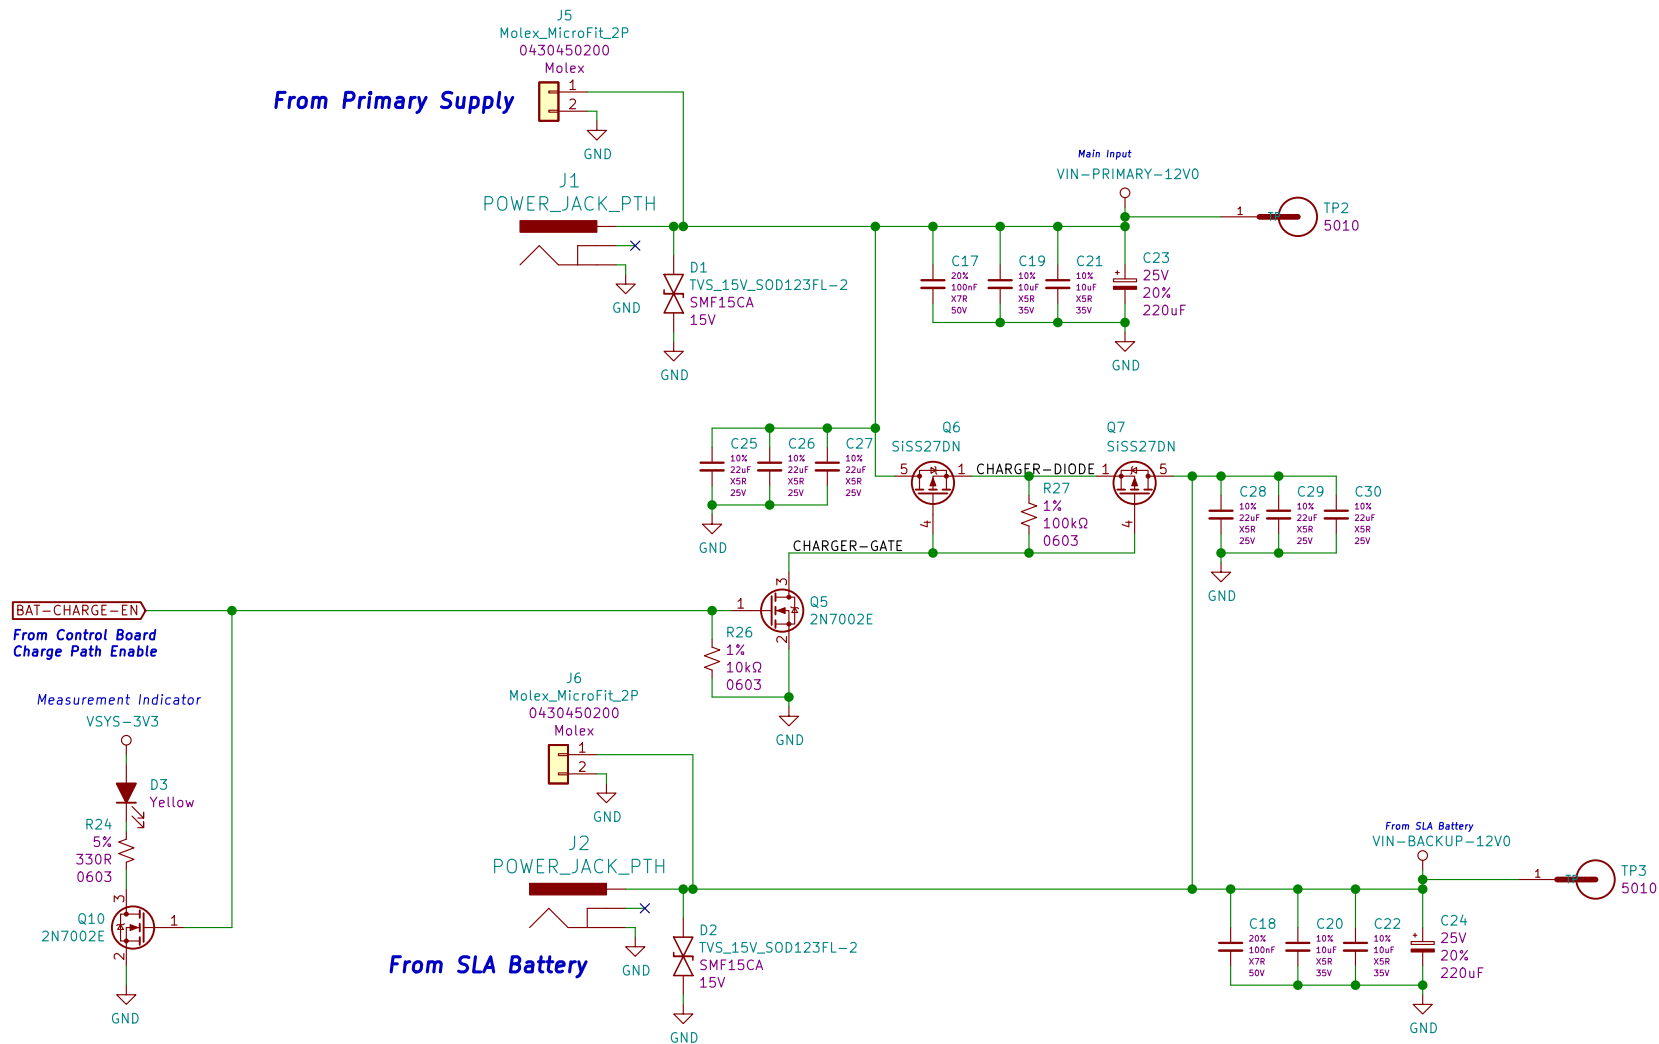 J5
Molex_MicroFit_2P
0430450200
Molex
1
2
From Primary Supply
GND
J1
POWER_JACK_PTH
GND
D1
TVS_15V_SOD123FL-2
SMF15CA
15V
GND
Main Input
VIN-PRIMARY-12V0
1
TP
TP2
5010
C17
20%
100nF
X7R
50V
C19
10%
10uF
X5R
35V
C21
10%
10uF
X5R
35V
C23
25V
20%
220uF
+
GND
C25
10%
22uF
X5R
25V
C26
10%
22uF
X5R
25V
C27
10%
22uF
X5R
25V
GND
Q6
SiSS27DN
5
1
4
CHARGER-DIODE
R27
1%
100kΩ
0603
Q7
SiSS27DN
1
5
4
C28
10%
22uF
X5R
25V
C29
10%
22uF
X5R
25V
C30
10%
22uF
X5R
25V
GND
CHARGER-GATE
BAT-CHARGE-EN
From Control Board
Charge Path Enable
3
1
2
Q5
2N7002E
R26
1%
10kΩ
0603
GND
Measurement Indicator
VSYS-3V3
D3
Yellow
R24
5%
330R
0603
3
Q10
2N7002E
1
2
GND
J6
Molex_MicroFit_2P
0430450200
Molex
1
2
GND
J2
POWER_JACK_PTH
GND
From SLA Battery
D2
TVS_15V_SOD123FL-2
SMF15CA
15V
GND
From SLA Battery
VIN-BACKUP-12V0
1
TP
TP3
5010
C18
20%
100nF
X7R
50V
C20
10%
10uF
X5R
35V
C22
10%
10uF
X5R
35V
C24
25V
20%
220uF
+
GND